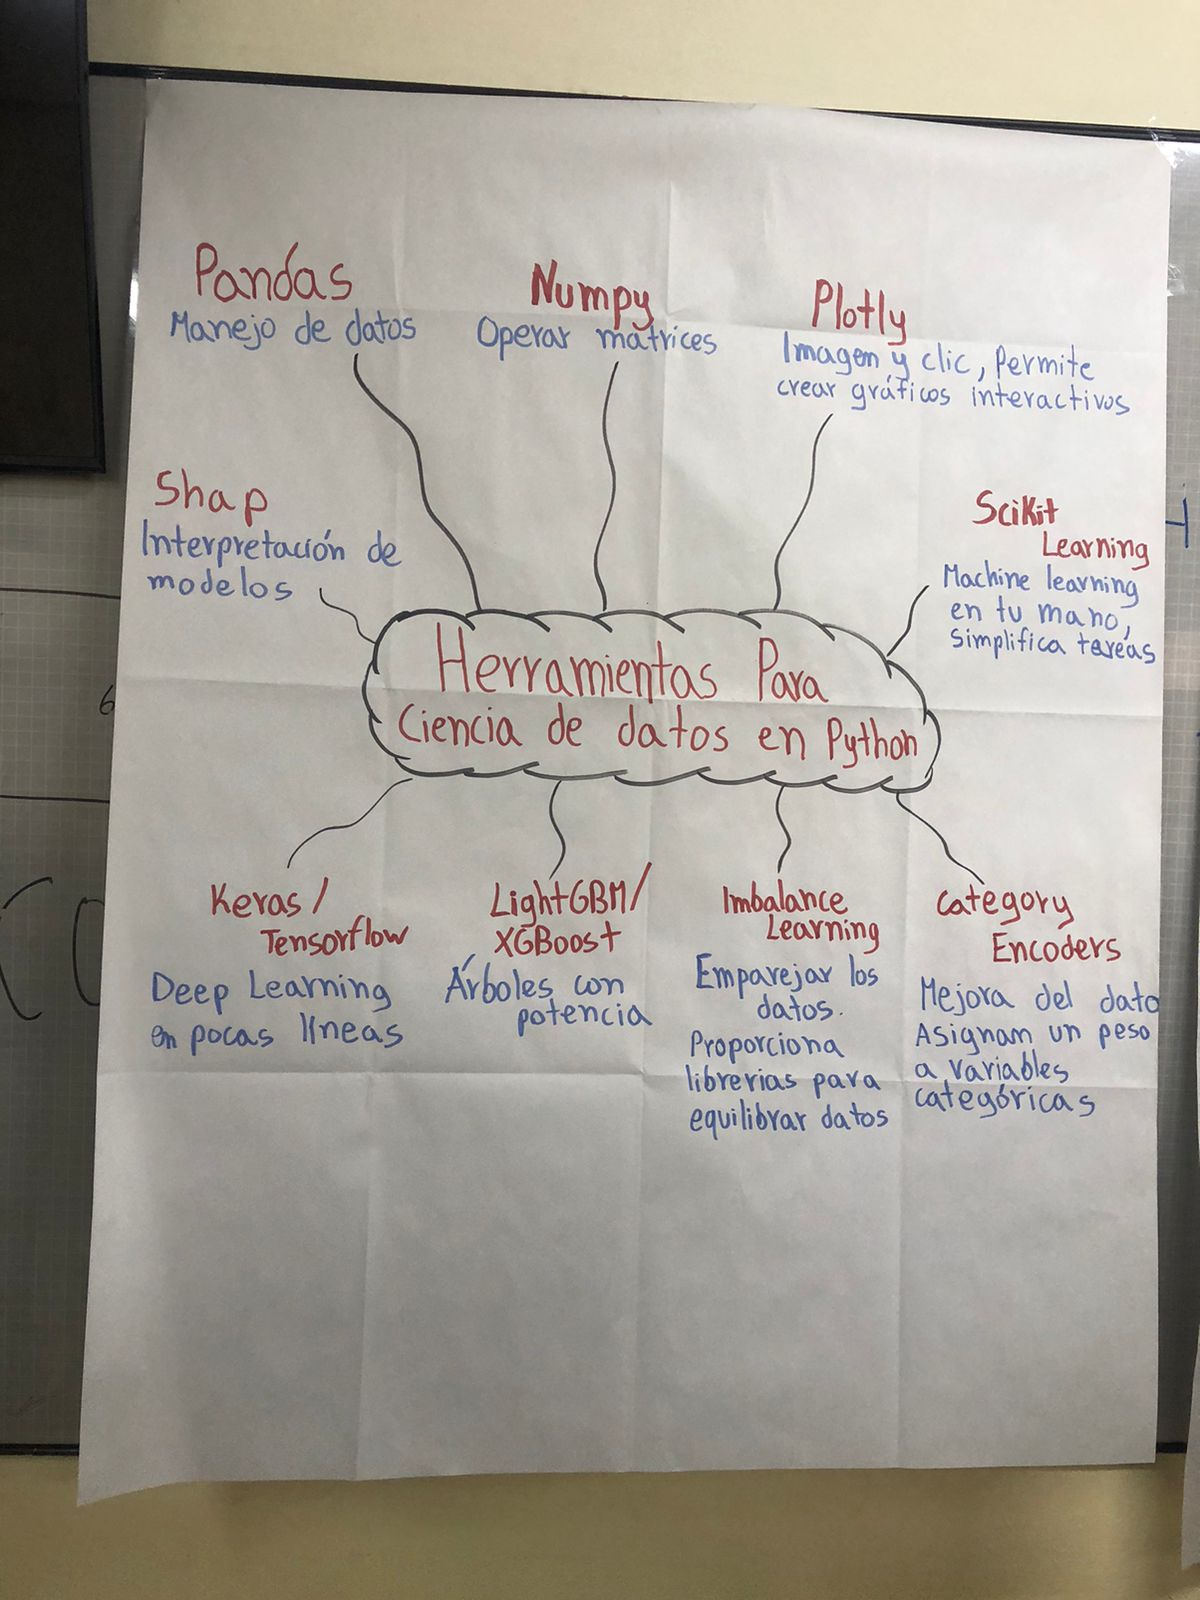 Pandas
Manejo de datos
Numpy
Operar matrices
Plotly
Imagen y clic, Permite
crear gráficos interactivos
Shap
Interpretación de
modelos
Scikit
Learning
Machine learning
en tu mano,
simplifica tareas
Herramientas Para
Ciencia de datos en Python
Keras /
Tensorflow
Deep Learning
en pocas líneas
LightGBM/
XGBoost
Árboles con
potencia
Imbalance
Learning
Emparejar los
datos.
Proporciona
librerias para
equilibrar datos
Category
Encoders
Mejora del dato
Asignam un peso
a variables
categóricas